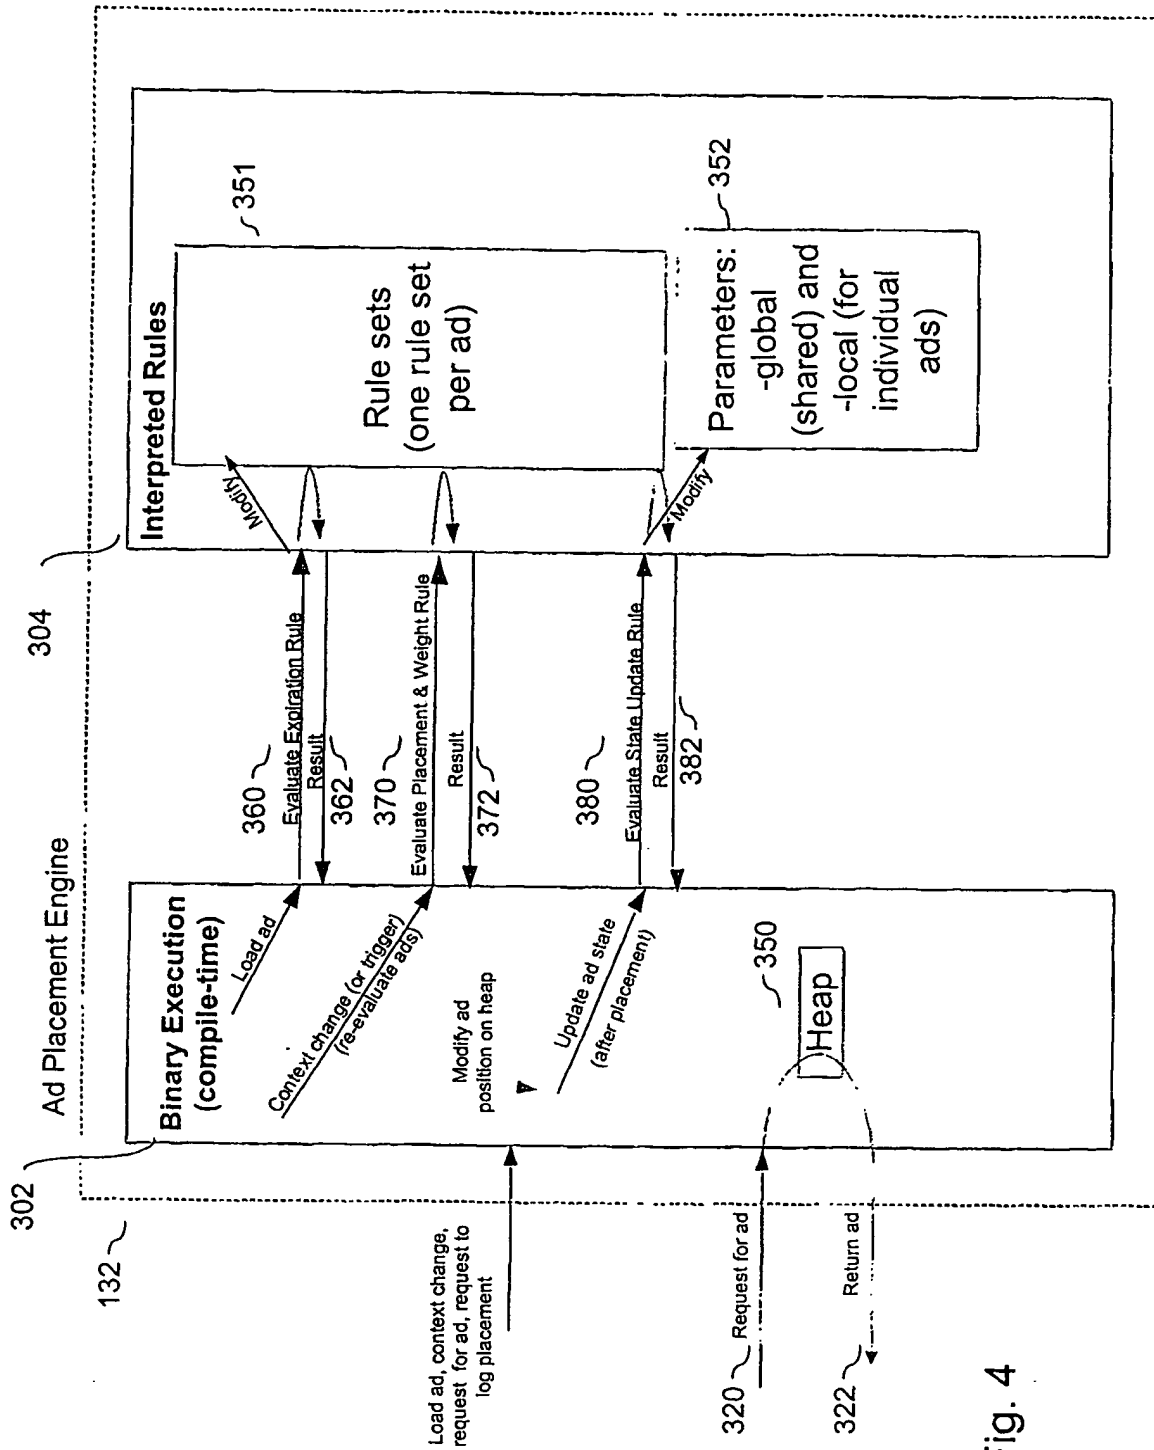 Ad Placement Engine
132
302
304
Binary Execution
(compile-time)
Load ad
Context change (or trigger)
(re-evaluate ads)
Modify ad
position on heap
Update ad state
(after placement)
350
Heap
Load ad, context change,
request for ad, request to
log placement
320
Request for ad
322
Return ad
360
Evaluate Expiration Rule
Result
362
370
Evaluate Placement & Weight Rule
Result
372
380
Evaluate State Update Rule
Result
382
Interpreted Rules
Modify
351
Rule sets
(one rule set
per ad)
Modify
352
Parameters:
-global
(shared) and
-local (for
individual
ads)
Fig. 4